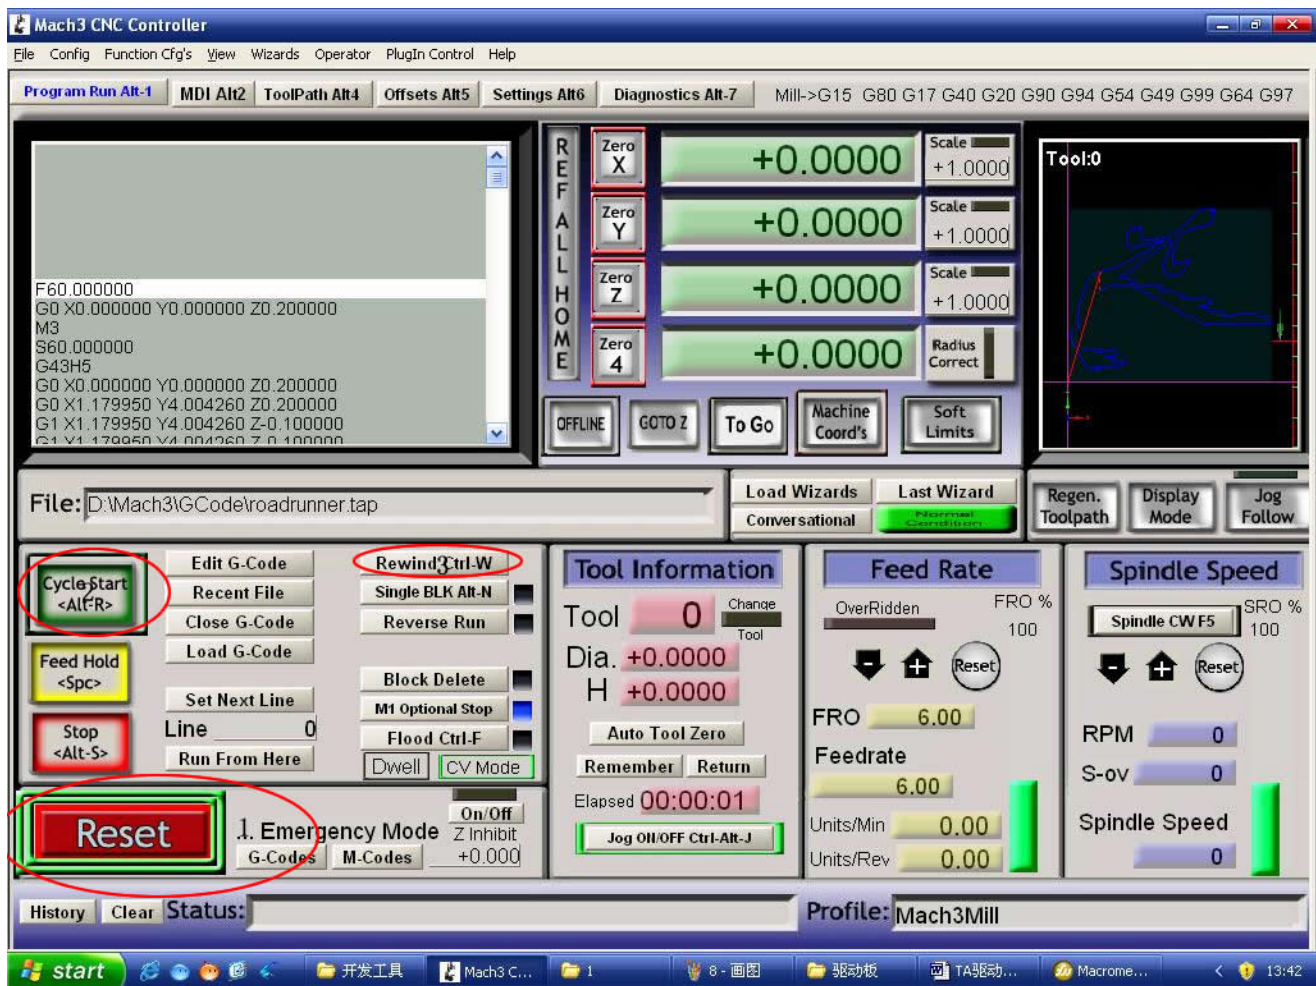 Mach3 CNC Controller
File Config Function Cfg's View Wizards Operator PlugIn Control Help
Program Run Alt-1 MDI Alt2 ToolPath Alt4 Offsets Alt5 Settings Alt6 Diagnostics Alt-7 Mill->G15 G80 G17 G40 G20 G90 G94 G54 G49 G99 G64 G97
F60.000000
G0 X0.000000 Y0.000000 Z0.200000
M3
S60.000000
G43H5
G0 X0.000000 Y0.000000 Z0.200000
G0 X1.179950 Y4.004260 Z0.200000
G1 X1.179950 Y4.004260 Z-0.100000
REF ALL HOME
Zero X +0.0000 Scale +1.0000
Zero Y +0.0000 Scale +1.0000
Zero Z +0.0000 Scale +1.0000
Zero 4 +0.0000 Radius Correct
OFFLINE GOTO Z To Go Machine Coord's Soft Limits
Tool:0
File: D:\Mach3\GCode\roadrunner.tap
Load Wizards Last Wizard
Conversational Normal Condition
Regen. Toolpath Display Mode Jog Follow
Cycle Start <Alt-R> 2
Feed Hold <Spc>
Stop <Alt-S>
Edit G-Code
Recent File
Close G-Code
Load G-Code
Set Next Line
Line 0
Run From Here
Rewind Ctrl-W 3
Single BLK Alt-N
Reverse Run
Block Delete
M1 Optional Stop
Flood Ctrl-F
Dwell CV Mode
Reset 1. Emergency Mode
G-Codes M-Codes
On/Off
Z Inhibit
+0.000
Tool Information
Tool 0 Change Tool
Dia. +0.0000
H +0.0000
Auto Tool Zero
Remember Return
Elapsed 00:00:01
Jog ON/OFF Ctrl-Alt-J
Feed Rate
OverRidden FRO % 100
Reset
FRO 6.00
Feedrate
6.00
Units/Min 0.00
Units/Rev 0.00
Spindle Speed
Spindle CW F5 SRO % 100
Reset
RPM 0
S-ov 0
Spindle Speed
0
History Clear Status:
Profile: Mach3Mill
start 开发工具 Mach3 C... 1 8 - 画图 驱动板 TA驱动... Macrome... 13:42